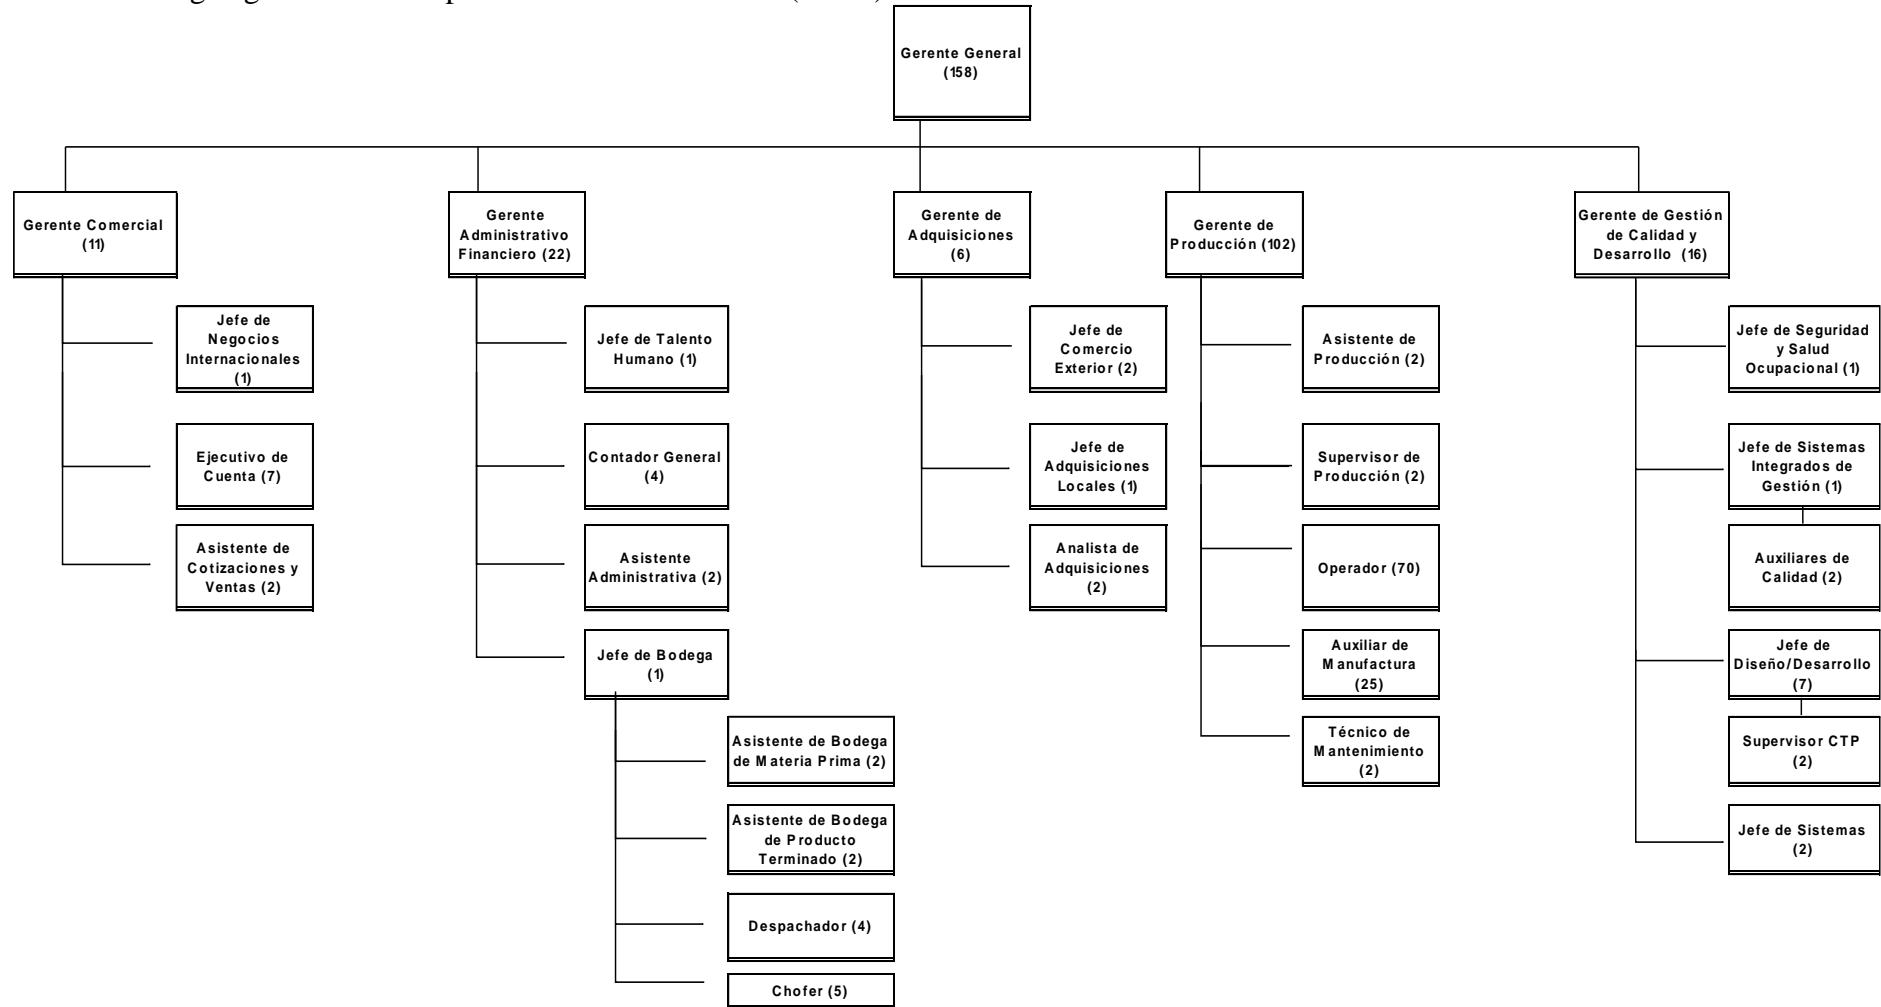 Gerente General
(158)
Gerente Comercial
(11)
Gerente
Administrativo
Financiero (22)
Gerente de
Adquisiciones
(6)
Gerente de
Producción (102)
Gerente de Gestión
de Calidad y
Desarrollo (16)
Jefe de
Negocios
Internacionales
(1)
Ejecutivo de
Cuenta (7)
Asistente de
Cotizaciones y
Ventas (2)
Jefe de Talento
Humano (1)
Contador General
(4)
Asistente
Administrativa (2)
Jefe de Bodega
(1)
Asistente de Bodega
de Materia Prima (2)
Asistente de Bodega
de Producto
Terminado (2)
Despachador (4)
Chofer (5)
Jefe de
Comercio
Exterior (2)
Jefe de
Adquisiciones
Locales (1)
Analista de
Adquisiciones
(2)
Asistente de
Producción (2)
Supervisor de
Producción (2)
Operador (70)
Auxiliar de
Manufactura
(25)
Técnico de
Mantenimiento
(2)
Jefe de Seguridad
y Salud
Ocupacional (1)
Jefe de Sistemas
Integrados de
Gestión (1)
Auxiliares de
Calidad (2)
Jefe de
Diseño/Desarrollo
(7)
Supervisor CTP
(2)
Jefe de Sistemas
(2)